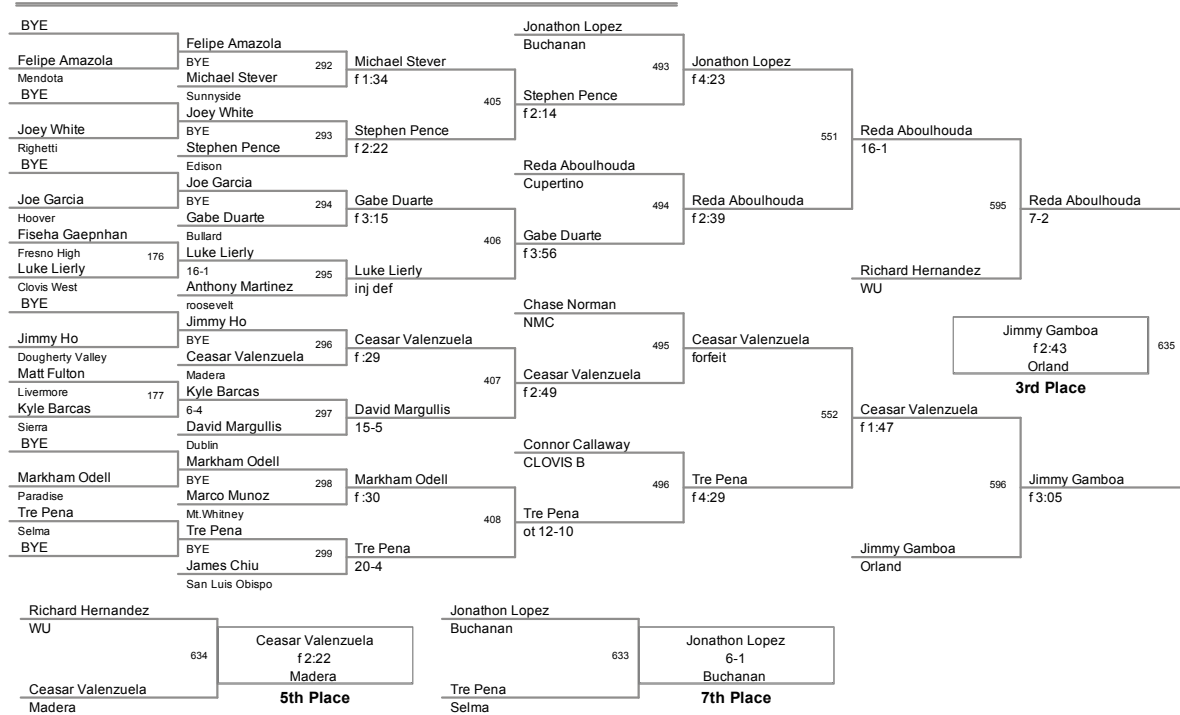 BYE
Felipe Amazola
Mendota
BYE
Joey White
Righetti
BYE
Joe Garcia
Hoover
Fiseha Gaepnhan
Fresno High
176
Luke Lierly
Clovis West
BYE
Jimmy Ho
Dougherty Valley
Matt Fulton
Livermore
177
Kyle Barcas
Sierra
BYE
Markham Odell
Paradise
Tre Pena
Selma
BYE
Felipe Amazola
BYE
292
Michael Stever
Sunnyside
Joey White
BYE
293
Stephen Pence
Edison
Joe Garcia
BYE
294
Gabe Duarte
Bullard
Luke Lierly
16-1
295
Anthony Martinez
roosevelt
Jimmy Ho
BYE
296
Ceasar Valenzuela
Madera
Kyle Barcas
6-4
297
David Margullis
Dublin
Markham Odell
BYE
298
Marco Munoz
Mt.Whitney
Tre Pena
BYE
299
James Chiu
San Luis Obispo
Michael Stever
f 1:34
405
Stephen Pence
f 2:22
Gabe Duarte
f 3:15
406
Luke Lierly
inj def
Ceasar Valenzuela
f :29
407
David Margullis
15-5
Markham Odell
f :30
408
Tre Pena
20-4
Jonathon Lopez
Buchanan
493
Stephen Pence
f 2:14
Reda Aboulhouda
Cupertino
494
Gabe Duarte
f 3:56
Chase Norman
NMC
495
Ceasar Valenzuela
f 2:49
Connor Callaway
CLOVIS B
496
Tre Pena
ot 12-10
Jonathon Lopez
f 4:23
551
Reda Aboulhouda
f 2:39
Ceasar Valenzuela
forfeit
552
Tre Pena
f 4:29
Reda Aboulhouda
16-1
595
Richard Hernandez
WU
Ceasar Valenzuela
f 1:47
596
Jimmy Gamboa
Orland
Reda Aboulhouda
7-2
Jimmy Gamboa
f 2:43
Orland
635
3rd Place
Jimmy Gamboa
f 3:05
Richard Hernandez
WU
634
Ceasar Valenzuela
Madera
Ceasar Valenzuela
f 2:22
Madera
5th Place
Jonathon Lopez
Buchanan
633
Tre Pena
Selma
Jonathon Lopez
6-1
Buchanan
7th Place